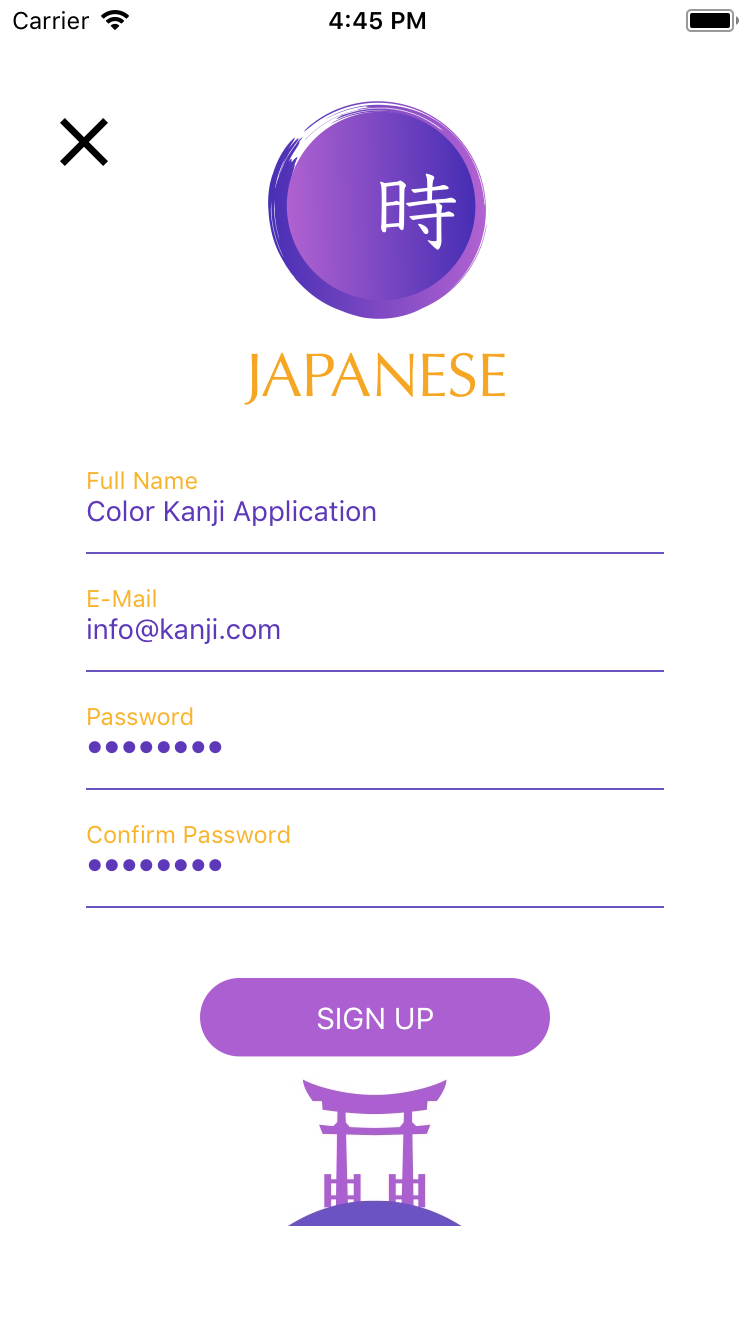 Carrier 4:45 PM
時
JAPANESE
Full Name
Color Kanji Application
E-Mail
info@kanji.com
Password
••••••••
Confirm Password
••••••••
SIGN UP